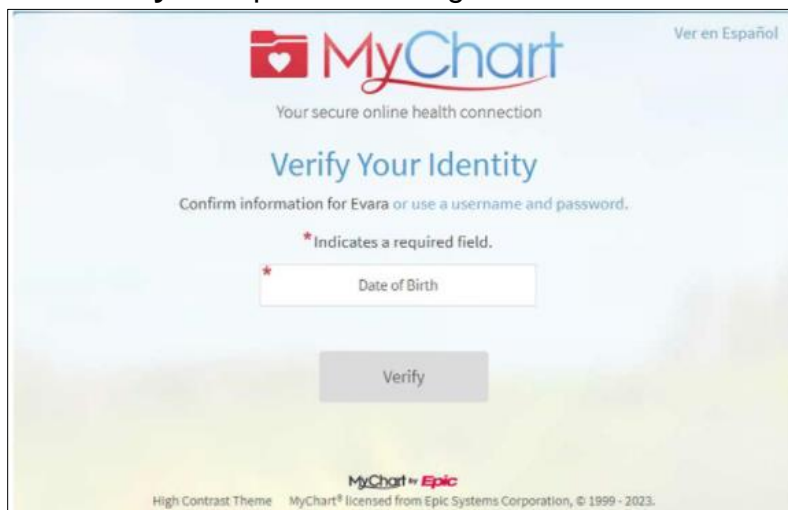 MyChart
Ver en Español
Your secure online health connection
Verify Your Identity
Confirm information for Evara or use a username and password.
*Indicates a required field.
* Date of Birth
Verify
MyChart by Epic
High Contrast Theme MyChart® licensed from Epic Systems Corporation, © 1999 - 2023.